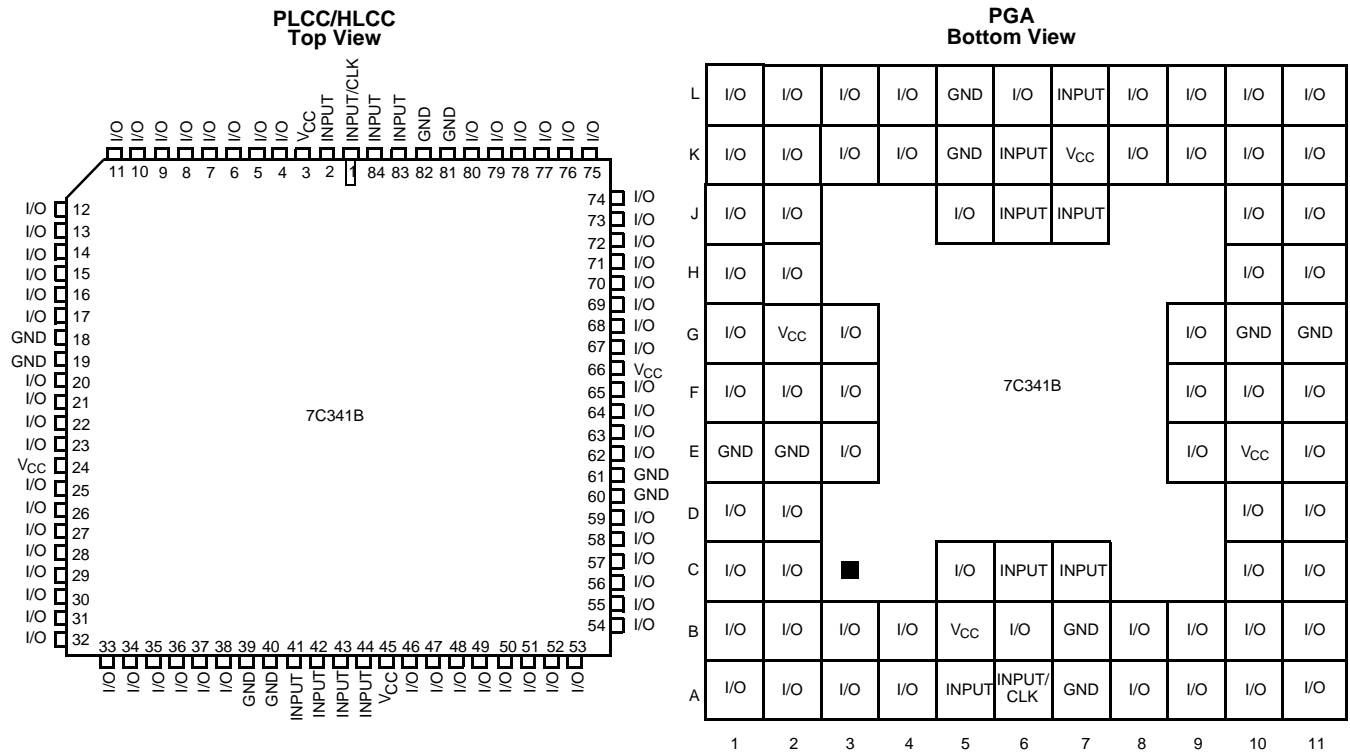 PLCC/HLCC
Top View
I/O I/O I/O I/O I/O I/O I/O I/O VCC INPUT INPUT/CLK INPUT INPUT GND GND I/O I/O I/O I/O I/O I/O
11 10 9 8 7 6 5 4 3 2 1 84 83 82 81 80 79 78 77 76 75
I/O 12
I/O 13
I/O 14
I/O 15
I/O 16
I/O 17
GND 18
GND 19
I/O 20
I/O 21
I/O 22
I/O 23
VCC 24
I/O 25
I/O 26
I/O 27
I/O 28
I/O 29
I/O 30
I/O 31
I/O 32
7C341B
74 I/O
73 I/O
72 I/O
71 I/O
70 I/O
69 I/O
68 I/O
67 I/O
66 VCC
65 I/O
64 I/O
63 I/O
62 I/O
61 GND
60 GND
59 I/O
58 I/O
57 I/O
56 I/O
55 I/O
54 I/O
33 34 35 36 37 38 39 40 41 42 43 44 45 46 47 48 49 50 51 52 53
I/O I/O I/O I/O I/O I/O GND GND INPUT INPUT INPUT INPUT VCC I/O I/O I/O I/O I/O I/O I/O I/O
PGA
Bottom View
L I/O I/O I/O I/O GND I/O INPUT I/O I/O I/O I/O
K I/O I/O I/O I/O GND INPUT VCC I/O I/O I/O I/O
J I/O I/O I/O INPUT INPUT I/O I/O
H I/O I/O I/O I/O
G I/O VCC I/O I/O GND GND
F I/O I/O I/O 7C341B I/O I/O I/O
E GND GND I/O I/O VCC I/O
D I/O I/O I/O I/O
C I/O I/O I/O INPUT INPUT I/O I/O
B I/O I/O I/O I/O VCC I/O GND I/O I/O I/O I/O
A I/O I/O I/O I/O INPUT INPUT/CLK GND I/O I/O I/O I/O
1 2 3 4 5 6 7 8 9 10 11